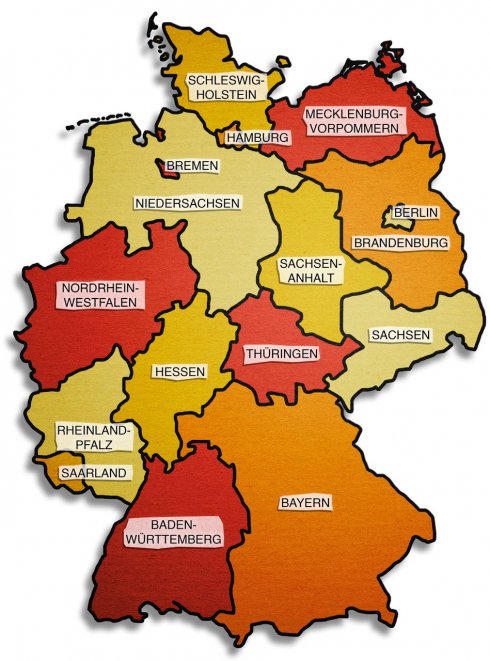 SCHLESWIG-
HOLSTEIN
MECKLENBURG-
VORPOMMERN
HAMBURG
BREMEN
NIEDERSACHSEN
BERLIN
BRANDENBURG
SACHSEN-
ANHALT
NORDRHEIN-
WESTFALEN
SACHSEN
THÜRINGEN
HESSEN
RHEINLAND-
PFALZ
SAARLAND
BAYERN
BADEN-
WÜRTTEMBERG